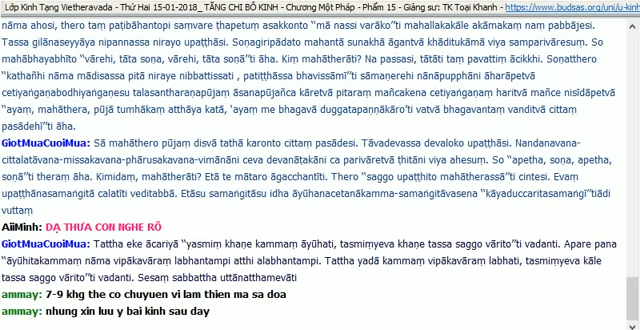 Lớp Kinh Tạng Vietheravada - Thứ Hai 15-01-2018_ TĂNG CHI BỘ KINH - Chương Một Pháp - Phẩm 15 - Giảng sư: TK Toại Khanh - https://www.budsas.org/uni/u-kinh
nāma ahosi, thero taṃ paṭibāhantopi saṃvare ṭhapetuṃ asakkonto “mā nassi varāko”ti mahallakakāle akāmakaṃ naṃ pabbājesi.
Tassa gilānaseyyāya nipannassa nirayo upaṭṭhāsi. Soṇagiripādato mahantā sunakhā āgantvā khāditukāmā viya samparivāresuṃ. So
mahābhayabhīto “vārehi, tāta soṇa, vārehi, tāta soṇā”ti āha. Kiṃ mahātherāti? Na passasi, tātāti taṃ pavattiṃ ācikkhi. Soṇatthero
“kathañhi nāma mādisassa pitā niraye nibbattissati , patiṭṭhāssa bhavissāmī”ti sāmaṇerehi nānāpupphāni āharāpetvā
cetiyaṅgaṇabodhiyaṅgaṇesu talasantharaṇapūjaṃ āsanapūjañca kāretvā pitaraṃ mañcakena cetiyaṅgaṇaṃ haritvā mañce nisīdāpetvā
“ayaṃ, mahāthera, pūjā tumhākaṃ atthāya katā, ‘ayaṃ me bhagavā duggatapaṇṇākāro’ti vatvā bhagavantaṃ vanditvā cittaṃ
pasādehī”ti āha.
GiotMuaCuoiMua: Sā mahāthero pūjaṃ disvā tathā karonto cittaṃ pasādesi. Tāvadevassa devaloko upaṭṭhāsi. Nandanavana-
cittalatāvana-missakavana-phārusakavana-vimānāni ceva devanāṭakāni ca parivāretvā ṭhitāni viya ahesuṃ. So “apetha, soṇa, apetha,
soṇā”ti theraṃ āha. Kimidaṃ, mahātherāti? Etā te mātaro āgacchantīti. Thero “saggo upaṭṭhito mahātherassā”ti cintesi. Evaṃ
upaṭṭhānasamaṅgitā calatīti veditabbā. Etāsu samaṅgitāsu idha āyūhanacetanākamma-samaṅgitāvasena “kāyaduccaritasamaṅgī”tiādi
vuttaṃ
AiiMinh: DẠ THƯA CON NGHE RÕ
GiotMuaCuoiMua: Tattha eke ācariyā “yasmiṃ khaṇe kammaṃ āyūhati, tasmiṃyeva khaṇe tassa saggo vārito”ti vadanti. Apare pana
“āyūhitakammaṃ nāma vipākavāraṃ labhantampi atthi alabhantampi. Tattha yadā kammaṃ vipākavāraṃ labhati, tasmiṃyeva kāle
tassa saggo vārito”ti vadanti. Sesaṃ sabbattha uttānatthamevāti
ammay: 7-9 khg the co chuyuen vi lam thien ma sa doa
ammay: nhung xin luu y bai kinh sau day